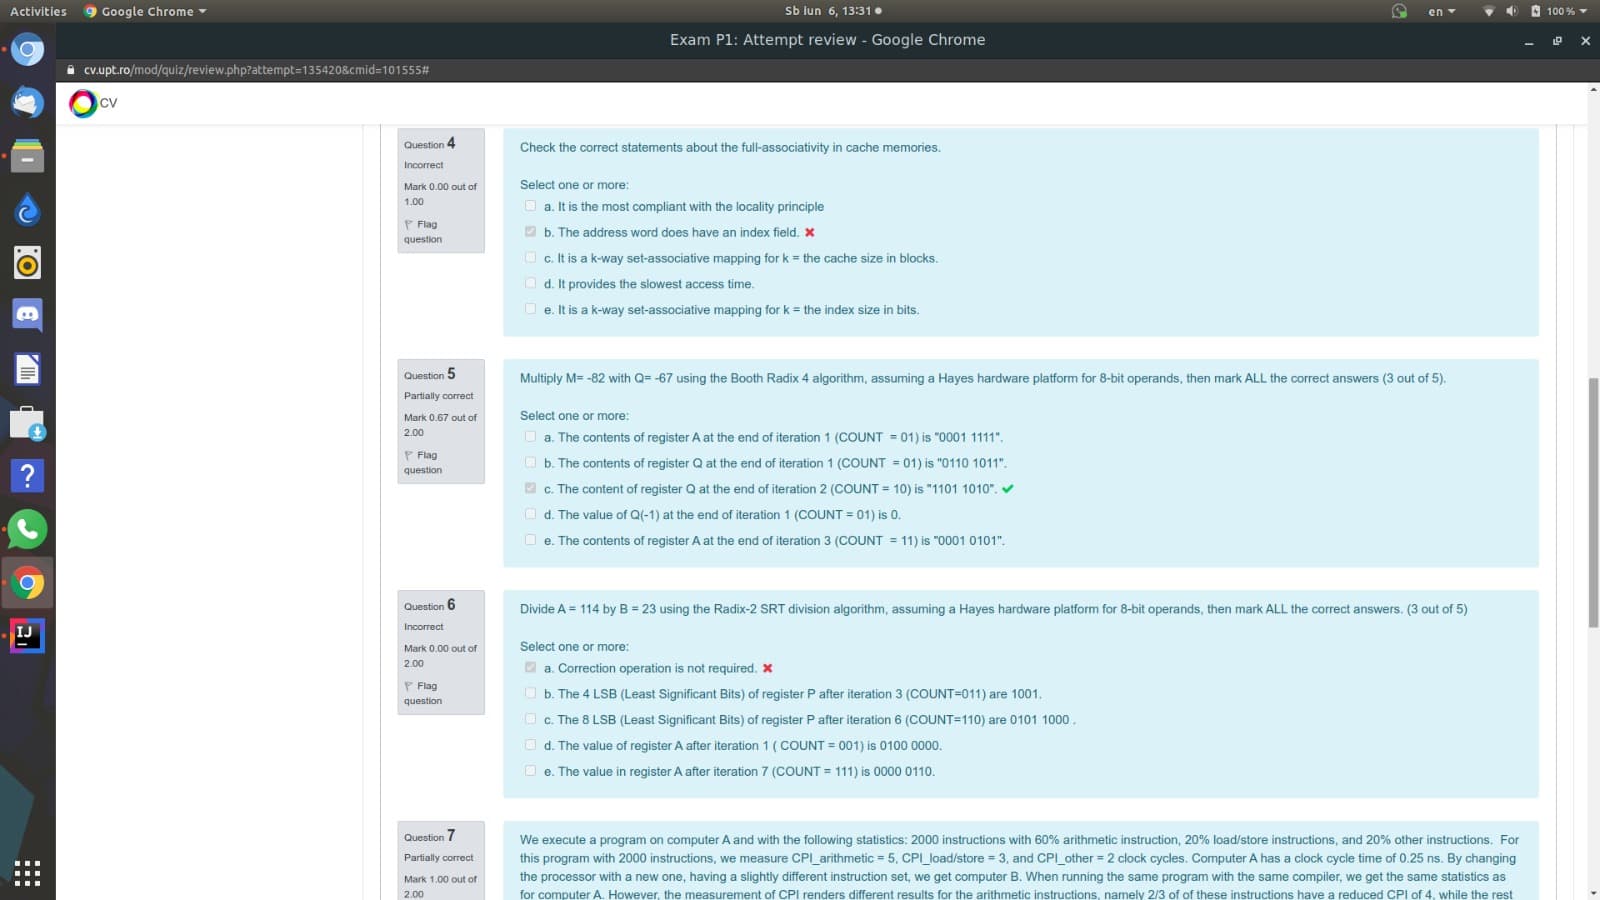 Activities Google Chrome Sb iun 6, 13:31 en 100 %
Exam P1: Attempt review - Google Chrome
cv.upt.ro/mod/quiz/review.php?attempt=135420&cmid=101555#
CV
Question 4
Incorrect
Mark 0.00 out of
1.00
Flag
question
Check the correct statements about the full-associativity in cache memories.
Select one or more:
a. It is the most compliant with the locality principle
b. The address word does have an index field.
c. It is a k-way set-associative mapping for k = the cache size in blocks.
d. It provides the slowest access time.
e. It is a k-way set-associative mapping for k = the index size in bits.
Question 5
Partially correct
Mark 0.67 out of
2.00
Flag
question
Multiply M= -82 with Q= -67 using the Booth Radix 4 algorithm, assuming a Hayes hardware platform for 8-bit operands, then mark ALL the correct answers (3 out of 5).
Select one or more:
a. The contents of register A at the end of iteration 1 (COUNT = 01) is "0001 1111".
b. The contents of register Q at the end of iteration 1 (COUNT = 01) is "0110 1011".
c. The content of register Q at the end of iteration 2 (COUNT = 10) is "1101 1010".
d. The value of Q(-1) at the end of iteration 1 (COUNT = 01) is 0.
e. The contents of register A at the end of iteration 3 (COUNT = 11) is "0001 0101".
Question 6
Incorrect
Mark 0.00 out of
2.00
Flag
question
Divide A = 114 by B = 23 using the Radix-2 SRT division algorithm, assuming a Hayes hardware platform for 8-bit operands, then mark ALL the correct answers. (3 out of 5)
Select one or more:
a. Correction operation is not required.
b. The 4 LSB (Least Significant Bits) of register P after iteration 3 (COUNT=011) are 1001.
c. The 8 LSB (Least Significant Bits) of register P after iteration 6 (COUNT=110) are 0101 1000 .
d. The value of register A after iteration 1 ( COUNT = 001) is 0100 0000.
e. The value in register A after iteration 7 (COUNT = 111) is 0000 0110.
Question 7
Partially correct
Mark 1.00 out of
2.00
We execute a program on computer A and with the following statistics: 2000 instructions with 60% arithmetic instruction, 20% load/store instructions, and 20% other instructions. For
this program with 2000 instructions, we measure CPI_arithmetic = 5, CPI_load/store = 3, and CPI_other = 2 clock cycles. Computer A has a clock cycle time of 0.25 ns. By changing
the processor with a new one, having a slightly different instruction set, we get computer B. When running the same program with the same compiler, we get the same statistics as
for computer A. However, the measurement of CPI renders different results for the arithmetic instructions, namely 2/3 of of these instructions have a reduced CPI of 4, while the rest
IJ